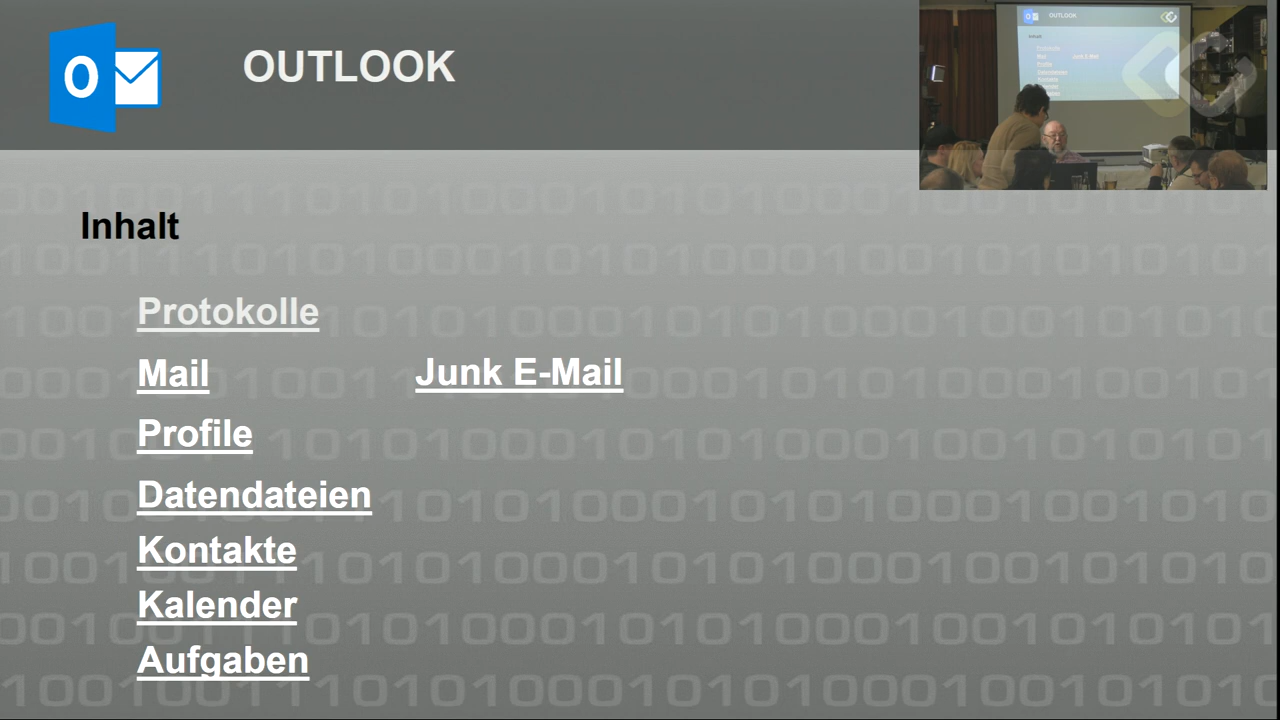 OUTLOOK
Inhalt
Protokolle
Mail Junk E-Mail
Profile
Datendateien
Kontakte
Kalender
Aufgaben